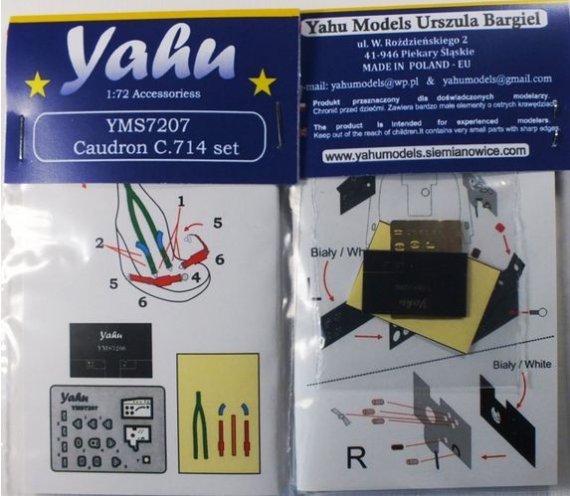 Yahu
1:72 Accessoriess
YMS7207
Caudron C.714 set
1
2
5
4
6
5
6
Yahu
YMS7206
Yahu
YMS7207
Yahu Models Urszula Bargiel
ul. W. Roździeńskiego 2
41-946 Piekary Śląskie
MADE IN POLAND - EU
e-mail: yahumodels@wp.pl & yahumodels@gmail.com
Produkt przeznaczony dla doświadczonych modelarzy.
Chronić przed dziećmi. Zawiera bardzo małe elementy o ostrych krawędziach
The product is intended for experienced modelers.
Keep out of the reach of children.It contains very small parts with sharp edges
www.yahumodels.siemianowice.com
Biały / Wh
Yahu
Biały / White
R